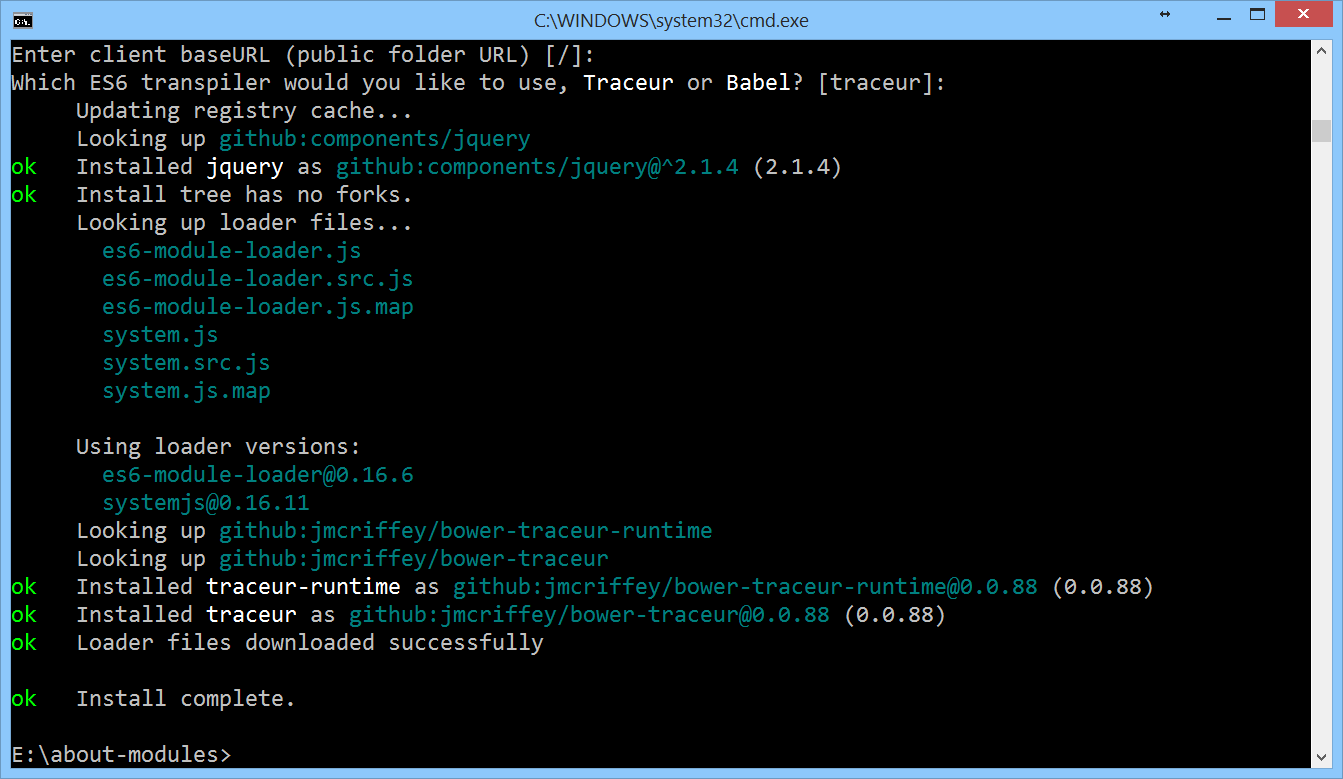 C:\WINDOWS\system32\cmd.exe
Enter client baseURL (public folder URL) [/]:
Which ES6 transpiler would you like to use, Traceur or Babel? [traceur]:
Updating registry cache...
Looking up github:components/jquery
ok Installed jquery as github:components/jquery@^2.1.4 (2.1.4)
ok Install tree has no forks.
Looking up loader files...
es6-module-loader.js
es6-module-loader.src.js
es6-module-loader.js.map
system.js
system.src.js
system.js.map
Using loader versions:
es6-module-loader@0.16.6
systemjs@0.16.11
Looking up github:jmcriffey/bower-traceur-runtime
Looking up github:jmcriffey/bower-traceur
ok Installed traceur-runtime as github:jmcriffey/bower-traceur-runtime@0.0.88 (0.0.88)
ok Installed traceur as github:jmcriffey/bower-traceur@0.0.88 (0.0.88)
ok Loader files downloaded successfully
ok Install complete.
E:\about-modules>